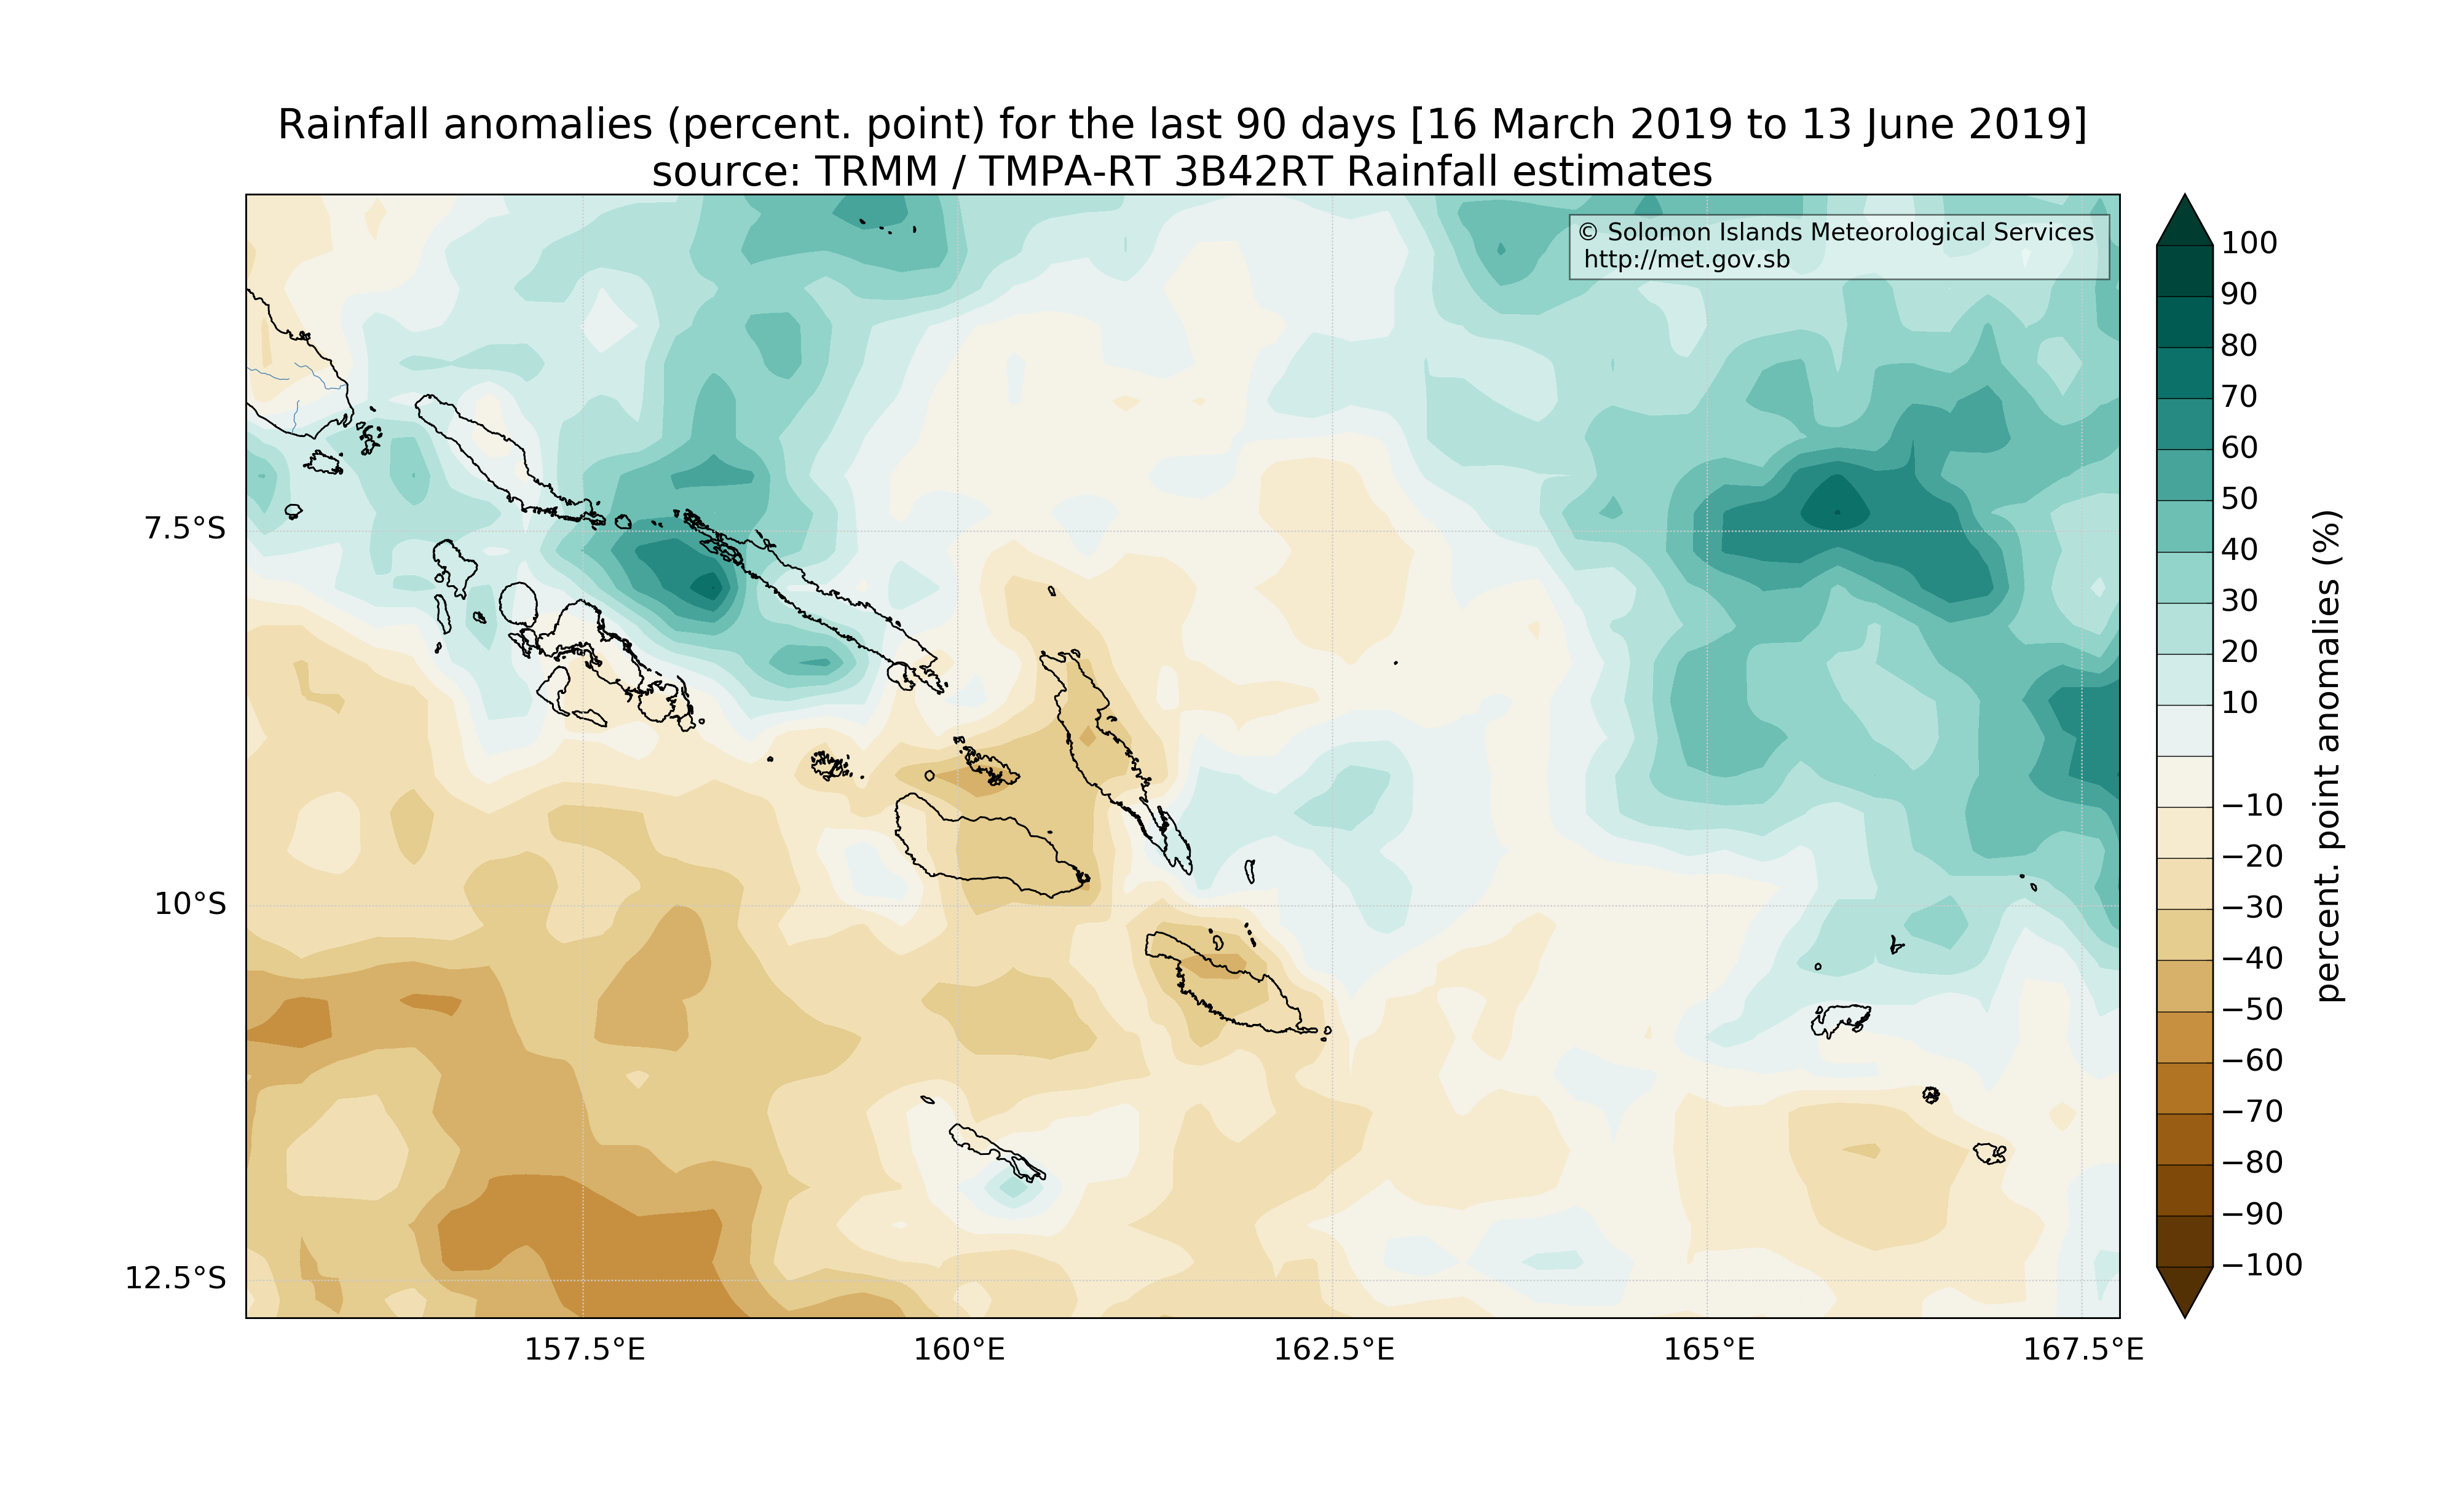 Rainfall anomalies (percent. point) for the last 90 days [16 March 2019 to 13 June 2019]
source: TRMM / TMPA-RT 3B42RT Rainfall estimates
© Solomon Islands Meteorological Services
http://met.gov.sb
7.5°S
10°S
12.5°S
157.5°E
160°E
162.5°E
165°E
167.5°E
100
90
80
70
60
50
40
30
20
10
−10
−20
−30
−40
−50
−60
−70
−80
−90
−100
percent. point anomalies (%)